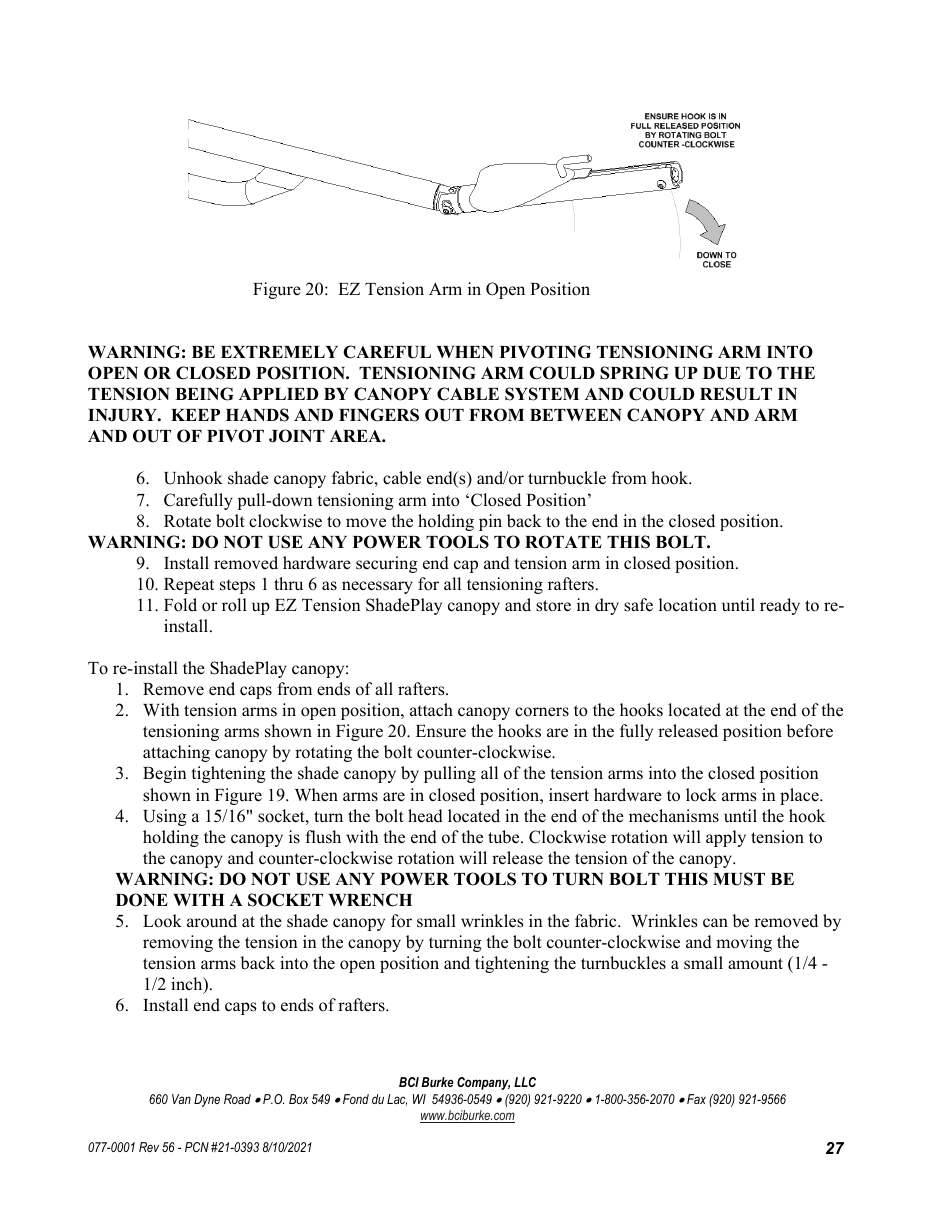 ENSURE HOOK IS IN
FULL RELEASED POSITION
BY ROTATING BOLT
COUNTER -CLOCKWISE
DOWN TO
CLOSE
Figure 20:  EZ Tension Arm in Open Position
WARNING: BE EXTREMELY CAREFUL WHEN PIVOTING TENSIONING ARM INTO
OPEN OR CLOSED POSITION.  TENSIONING ARM COULD SPRING UP DUE TO THE
TENSION BEING APPLIED BY CANOPY CABLE SYSTEM AND COULD RESULT IN
INJURY.  KEEP HANDS AND FINGERS OUT FROM BETWEEN CANOPY AND ARM
AND OUT OF PIVOT JOINT AREA.
6. Unhook shade canopy fabric, cable end(s) and/or turnbuckle from hook.
7. Carefully pull-down tensioning arm into ‘Closed Position’
8. Rotate bolt clockwise to move the holding pin back to the end in the closed position.
WARNING: DO NOT USE ANY POWER TOOLS TO ROTATE THIS BOLT.
9. Install removed hardware securing end cap and tension arm in closed position.
10. Repeat steps 1 thru 6 as necessary for all tensioning rafters.
11. Fold or roll up EZ Tension ShadePlay canopy and store in dry safe location until ready to re-
install.
To re-install the ShadePlay canopy:
1. Remove end caps from ends of all rafters.
2. With tension arms in open position, attach canopy corners to the hooks located at the end of the
tensioning arms shown in Figure 20. Ensure the hooks are in the fully released position before
attaching canopy by rotating the bolt counter-clockwise.
3. Begin tightening the shade canopy by pulling all of the tension arms into the closed position
shown in Figure 19. When arms are in closed position, insert hardware to lock arms in place.
4. Using a 15/16" socket, turn the bolt head located in the end of the mechanisms until the hook
holding the canopy is flush with the end of the tube. Clockwise rotation will apply tension to
the canopy and counter-clockwise rotation will release the tension of the canopy.
WARNING: DO NOT USE ANY POWER TOOLS TO TURN BOLT THIS MUST BE
DONE WITH A SOCKET WRENCH
5. Look around at the shade canopy for small wrinkles in the fabric.  Wrinkles can be removed by
removing the tension in the canopy by turning the bolt counter-clockwise and moving the
tension arms back into the open position and tightening the turnbuckles a small amount (1/4 -
1/2 inch).
6. Install end caps to ends of rafters.
BCI Burke Company, LLC
660 Van Dyne Road • P.O. Box 549 • Fond du Lac, WI  54936-0549 • (920) 921-9220 • 1-800-356-2070 • Fax (920) 921-9566
www.bciburke.com
077-0001 Rev 56 - PCN #21-0393 8/10/2021
27